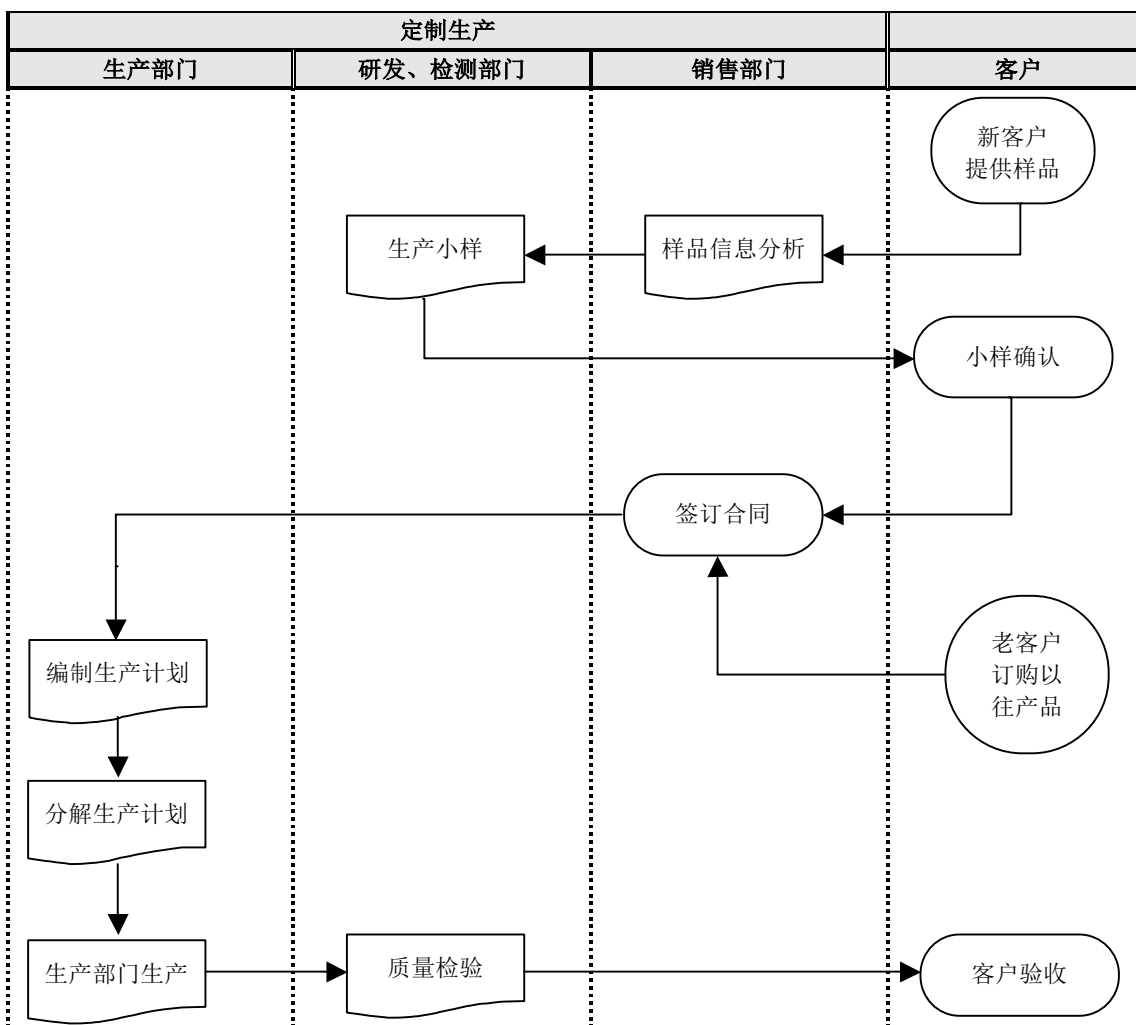 定制生产
生产部门
研发、检测部门
销售部门
客户
新客户
提供样品
生产小样
样品信息分析
小样确认
签订合同
老客户
订购以
往产品
编制生产计划
分解生产计划
生产部门生产
质量检验
客户验收